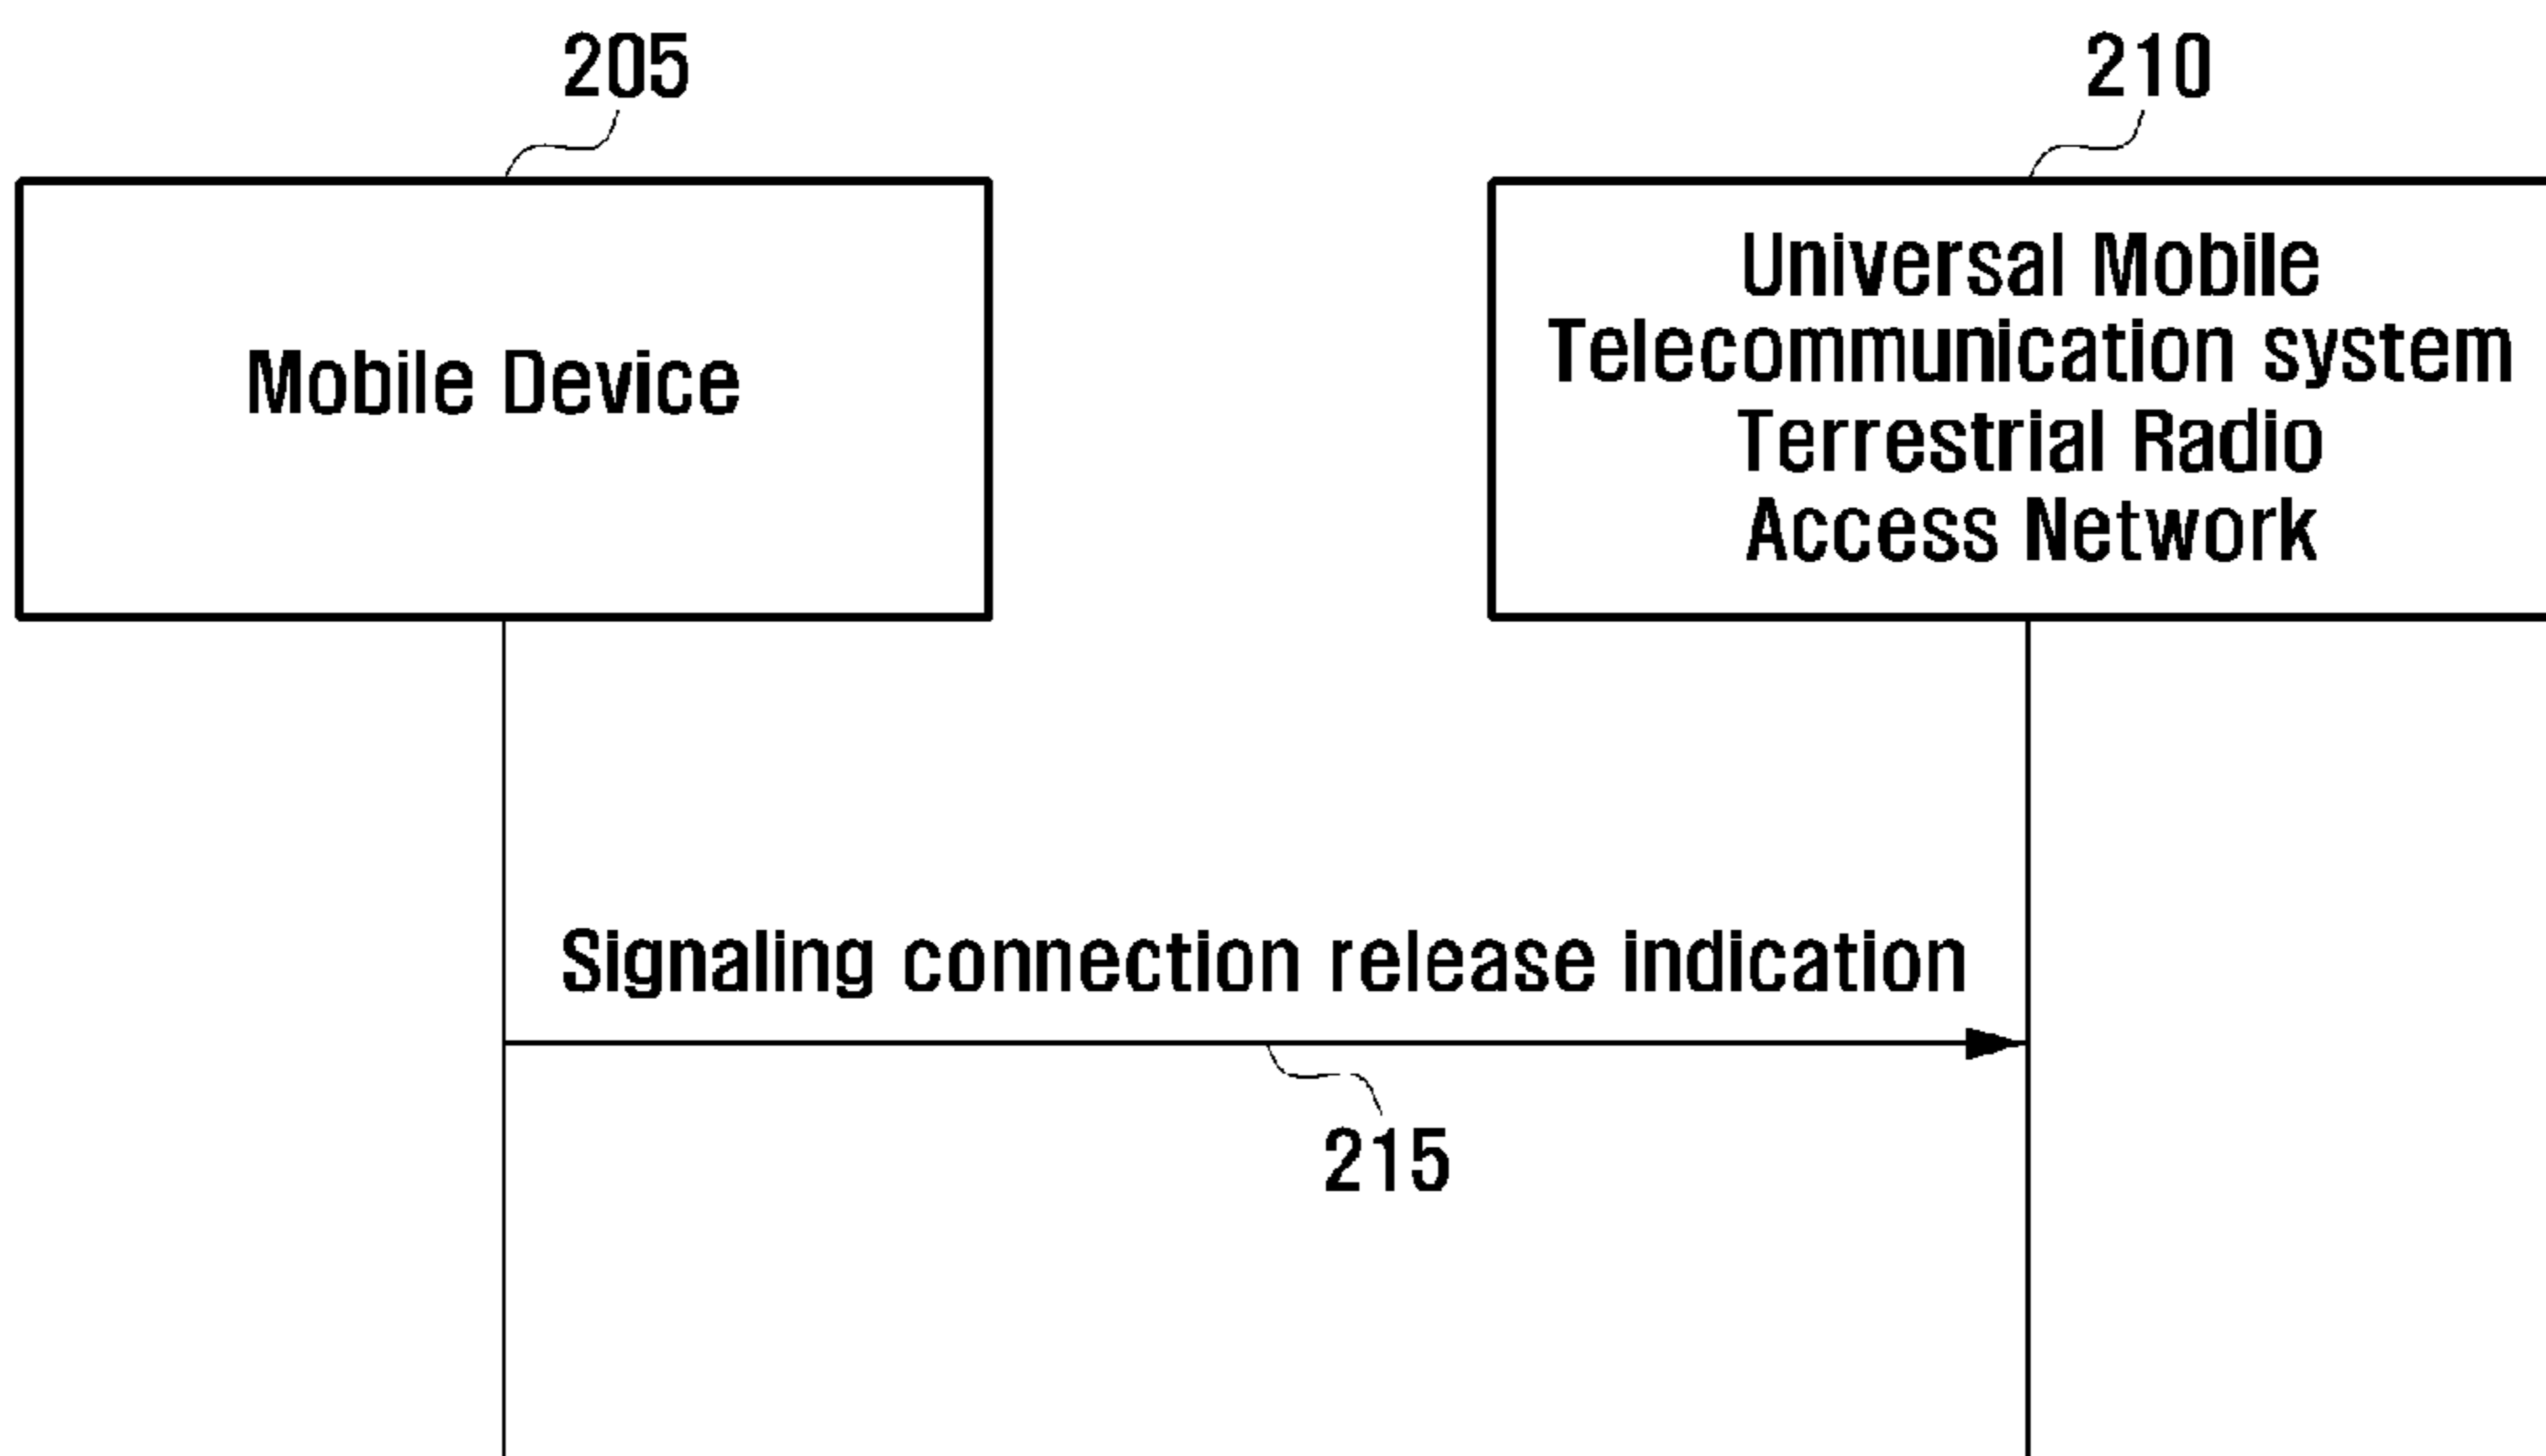 205
210
Mobile Device
Universal Mobile
Telecommunication system
Terrestrial Radio
Access Network
Signaling connection release indication
215